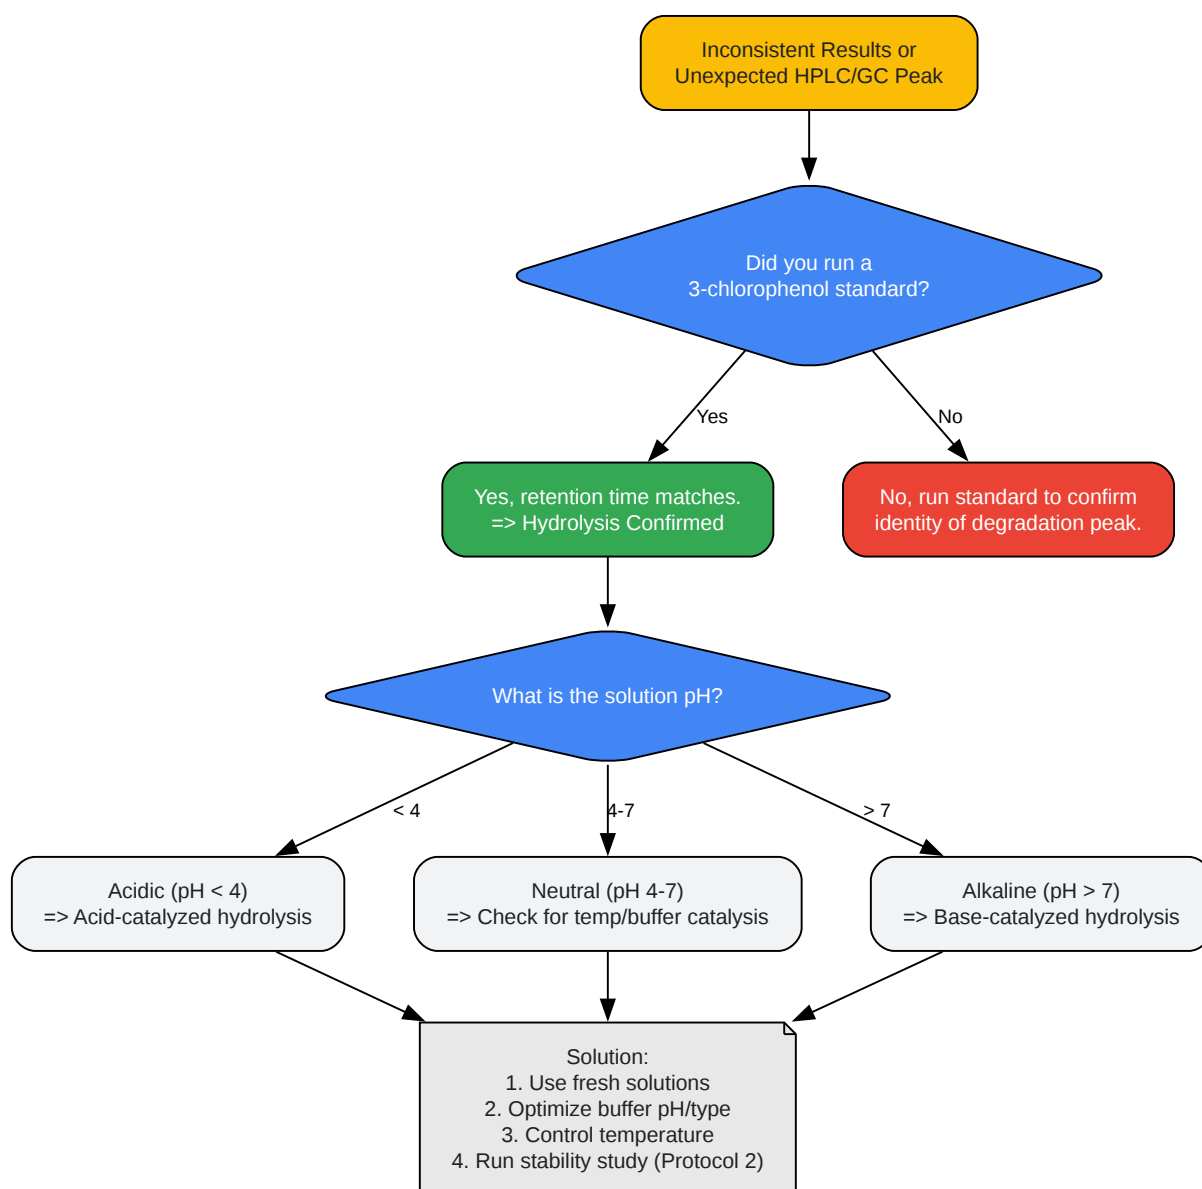 Inconsistent Results or
Unexpected HPLC/GC Peak
Did you run a
3-chlorophenol standard?
Yes
No
Yes, retention time matches.
=> Hydrolysis Confirmed
No, run standard to confirm
identity of degradation peak.
What is the solution pH?
< 4
4-7
> 7
Acidic (pH < 4)
=> Acid-catalyzed hydrolysis
Neutral (pH 4-7)
=> Check for temp/buffer catalysis
Alkaline (pH > 7)
=> Base-catalyzed hydrolysis
Solution:
1. Use fresh solutions
2. Optimize buffer pH/type
3. Control temperature
4. Run stability study (Protocol 2)